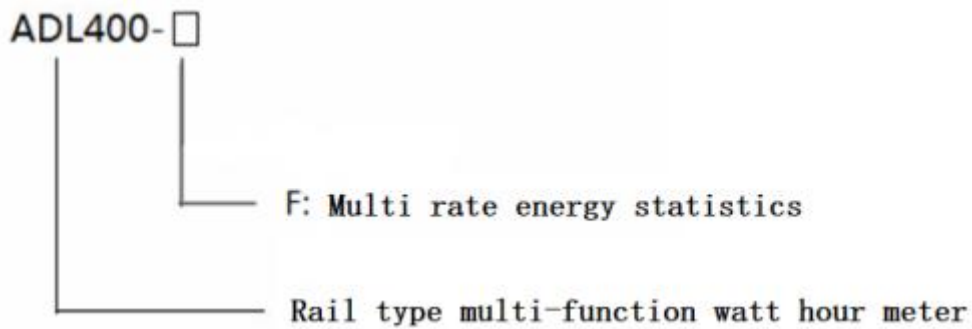 ADL400-□
F: Multi rate energy statistics
Rail type multi-function watt hour meter